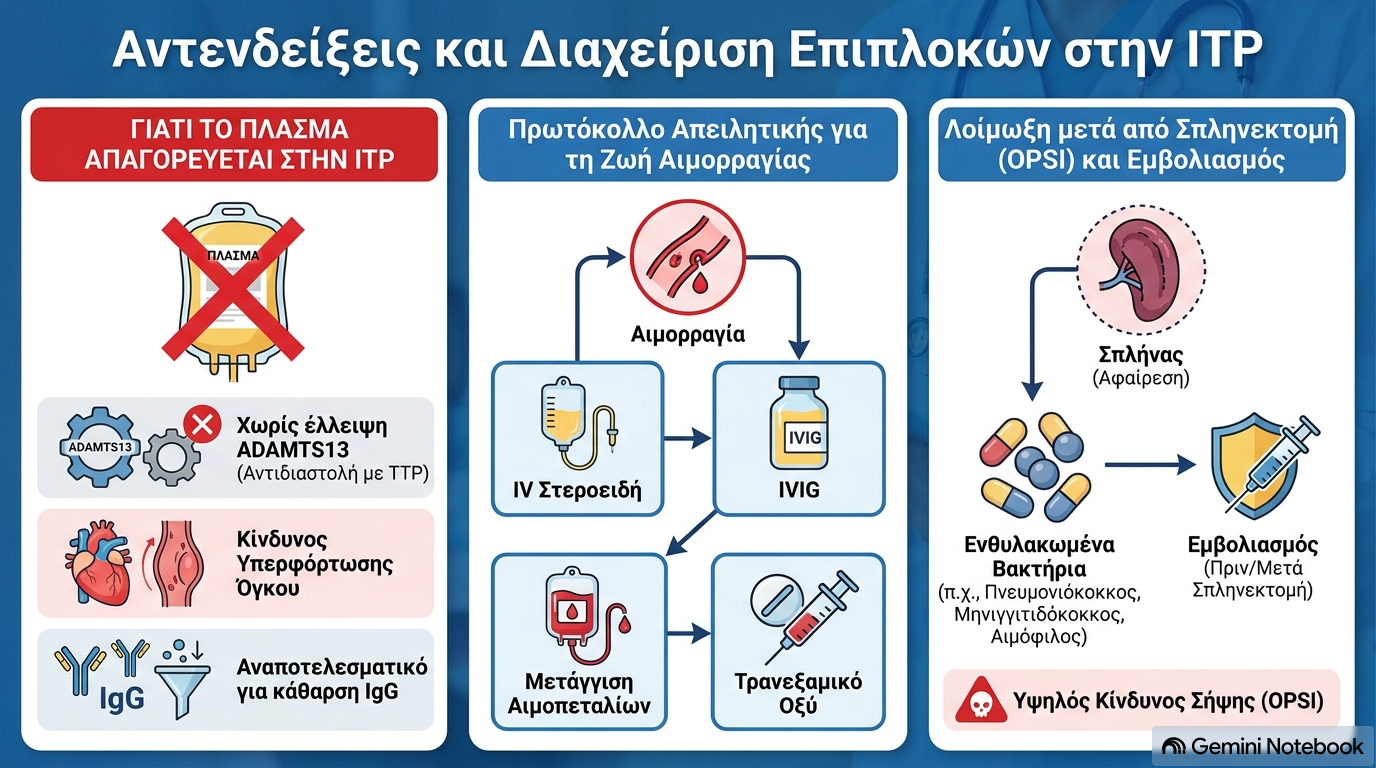 Αντενδείξεις και Διαχείριση Επιπλοκών στην ITP
ΓΙΑΤΙ ΤΟ ΠΛΑΣΜΑ
ΑΠΑΓΟΡΕΥΕΤΑΙ ΣΤΗΝ ITP
ΠΛΑΣΜΑ
ADAMTS13
Χωρίς έλλειψη
ADAMTS13
(Αντιδιαστολή με TTP)
Κίνδυνος
Υπερφόρτωσης
Όγκου
IgG
Αναποτελεσματικό
για κάθαρση IgG
Πρωτόκολλο Απειλητικής για
τη Ζωή Αιμορραγίας
Αιμορραγία
IV Στεροειδή
IVIG
IVIG
Μετάγγιση
Αιμοπεταλίων
Τρανεξαμικό
Οξύ
Λοίμωξη μετά από Σπληνεκτομή
(OPSI) και Εμβολιασμός
Σπλήνας
(Αφαίρεση)
Ενθυλακωμένα
Βακτήρια
(π.χ., Πνευμονιόκοκκος,
Μηνιγγιτιδόκοκκος,
Αιμόφιλος)
Εμβολιασμός
(Πριν/Μετά
Σπληνεκτομή)
Υψηλός Κίνδυνος Σήψης (OPSI)
Gemini Notebook